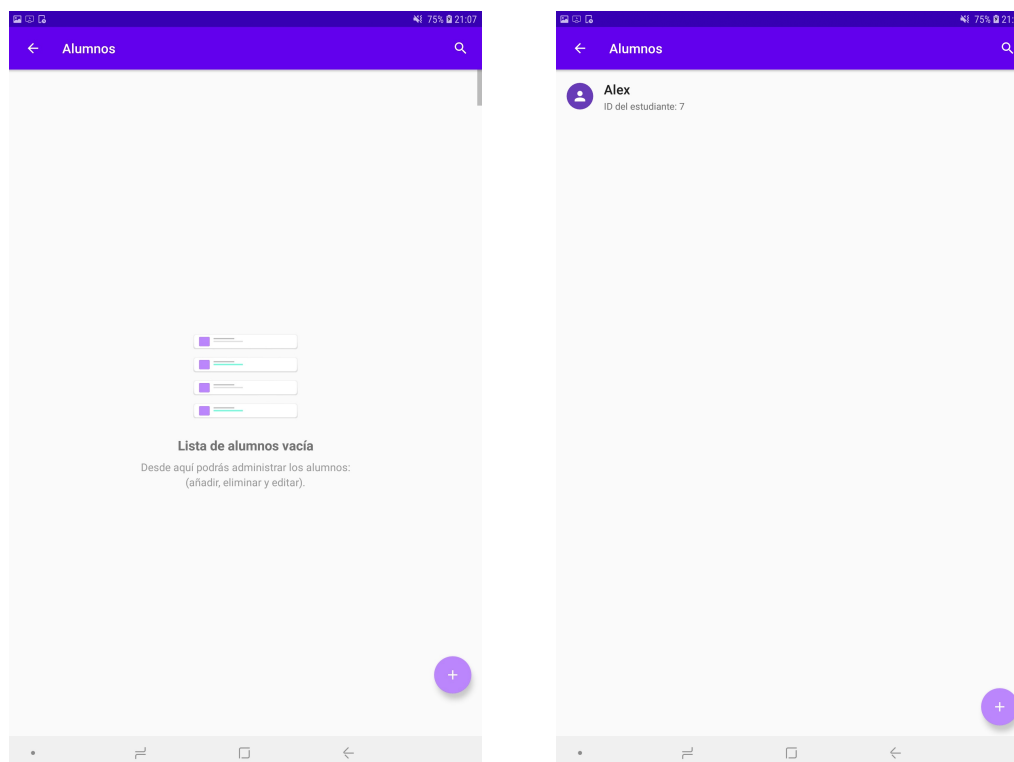 75% 21:07
Alumnos
Lista de alumnos vacía
Desde aquí podrás administrar los alumnos:
(añadir, eliminar y editar).
+
75% 21:
Alumnos
Alex
ID del estudiante: 7
+